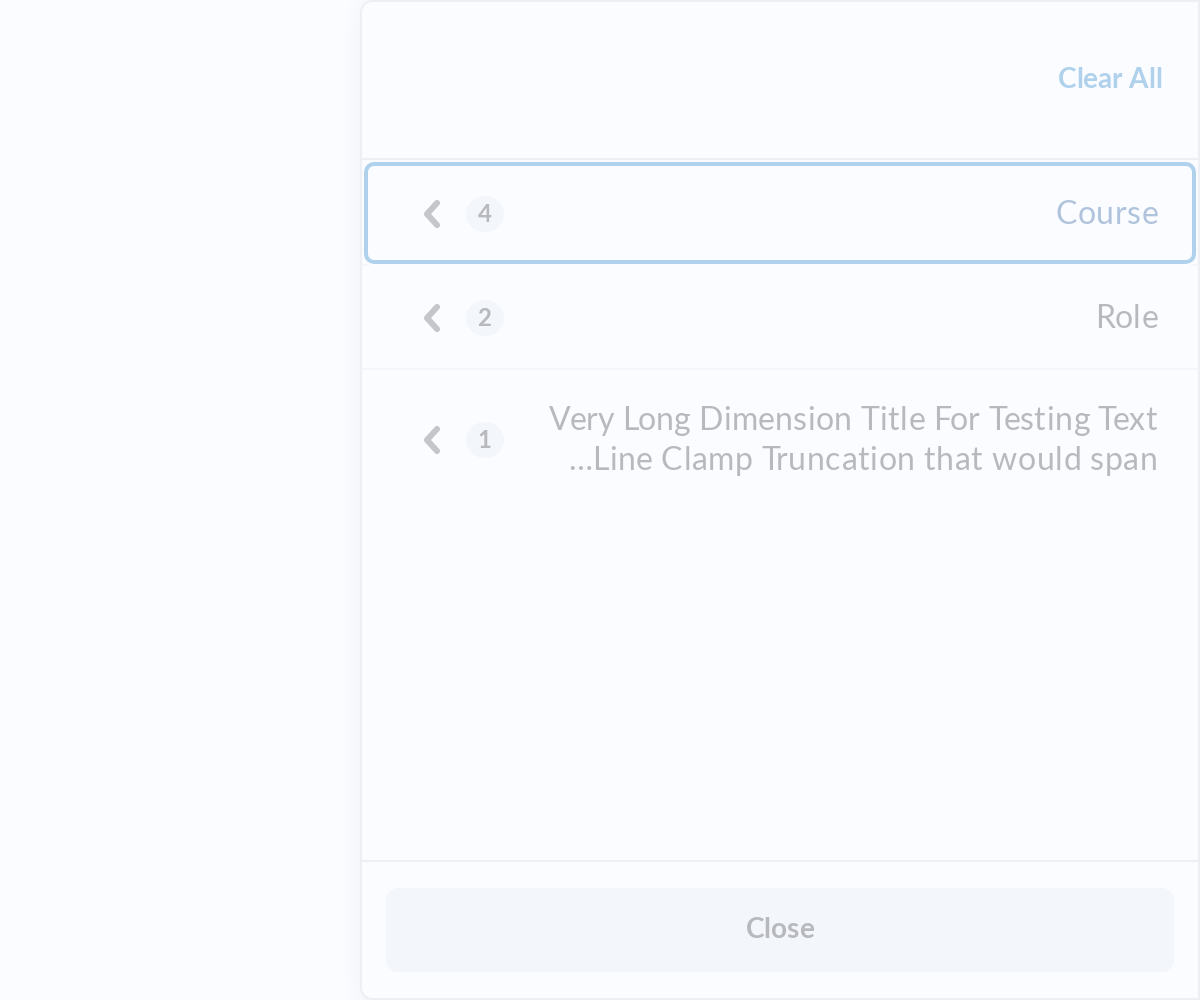 Clear All
Course
4
Role
2
Very Long Dimension Title For Testing Text
...Line Clamp Truncation that would span
1
Close